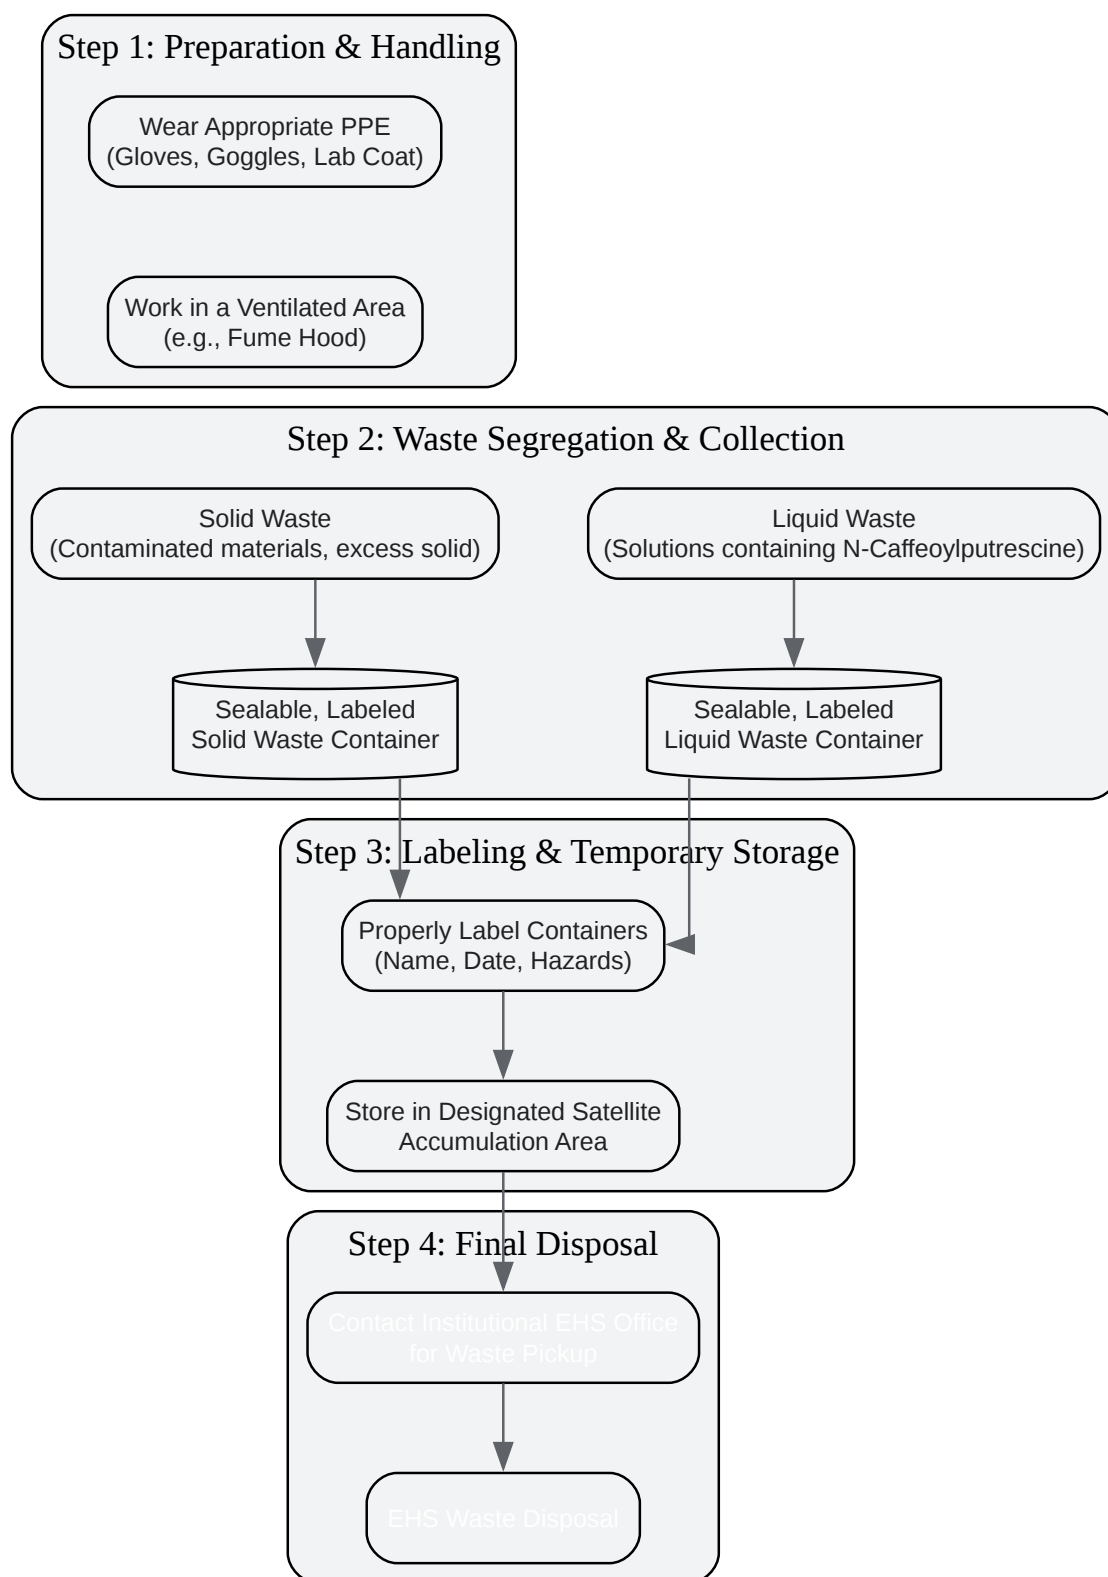 Step 1: Preparation & Handling
Wear Appropriate PPE
(Gloves, Goggles, Lab Coat)
Work in a Ventilated Area
(e.g., Fume Hood)
Step 2: Waste Segregation & Collection
Solid Waste
(Contaminated materials, excess solid)
Liquid Waste
(Solutions containing N-Caffeoylputrescine)
Sealable, Labeled
Solid Waste Container
Sealable, Labeled
Liquid Waste Container
Step 3: Labeling & Temporary Storage
Properly Label Containers
(Name, Date, Hazards)
Store in Designated Satellite
Accumulation Area
Step 4: Final Disposal
Contact Institutional EHS Office
for Waste Pickup
EHS Waste Disposal